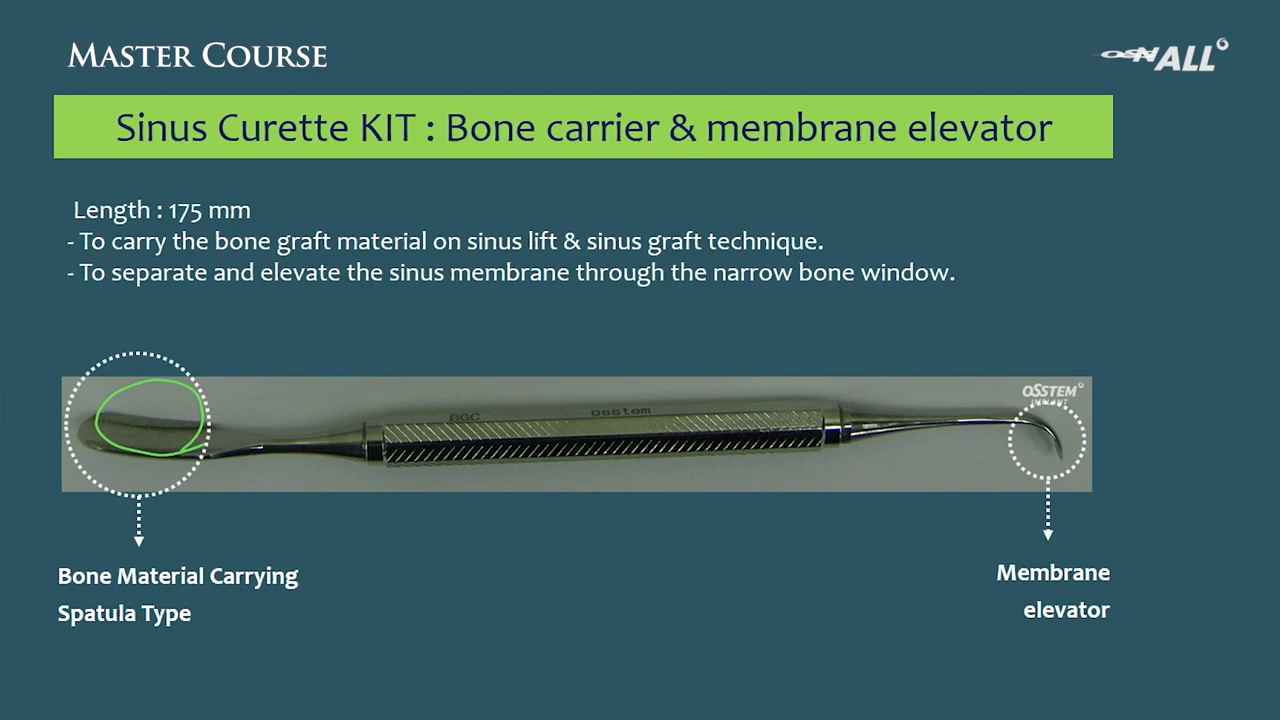 MASTER COURSE
OSSN ALL
Sinus Curette KIT : Bone carrier & membrane elevator
Length : 175 mm
- To carry the bone graft material on sinus lift & sinus graft technique.
- To separate and elevate the sinus membrane through the narrow bone window.
OSSTEM
IMPLANT
BGC osstem
Bone Material Carrying
Spatula Type
Membrane
elevator